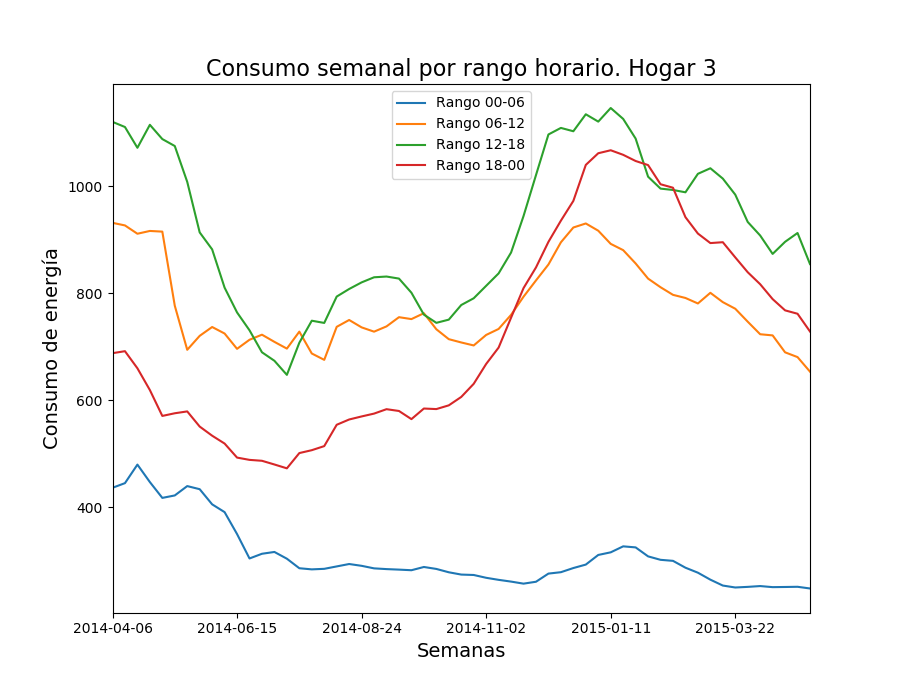 Consumo semanal por rango horario. Hogar 3
Rango 00-06
Rango 06-12
Rango 12-18
Rango 18-00
1000
800
600
400
Consumo de energía
2014-04-06 2014-06-15 2014-08-24 2014-11-02 2015-01-11 2015-03-22
Semanas